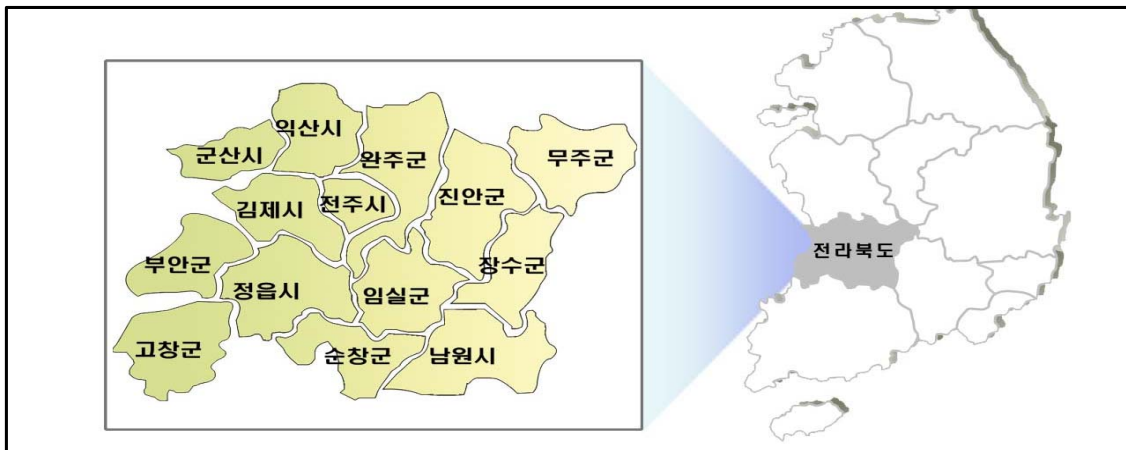 익산시
군산시
완주군
무주군
진안군
김제시
전주시
부안군
정읍시
임실군
장수군
고창군
순창군
남원시
전라북도